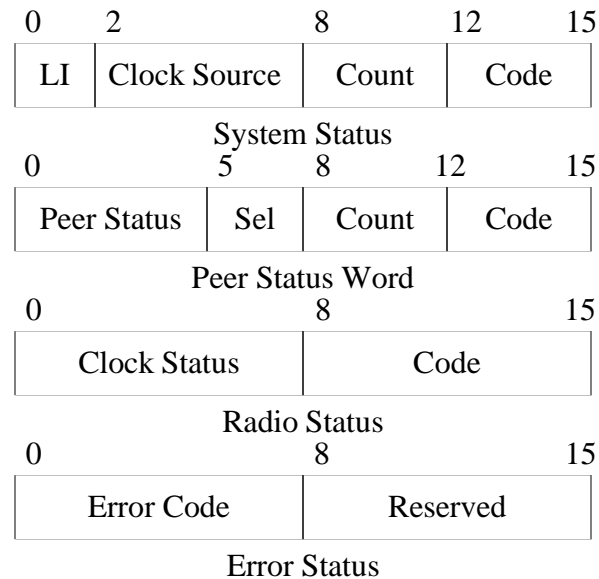 0 2 8 12 15
LI Clock Source Count Code
System Status
0 5 8 12 15
Peer Status Sel Count Code
Peer Status Word
0 8 15
Clock Status Code
Radio Status
0 8 15
Error Code Reserved
Error Status